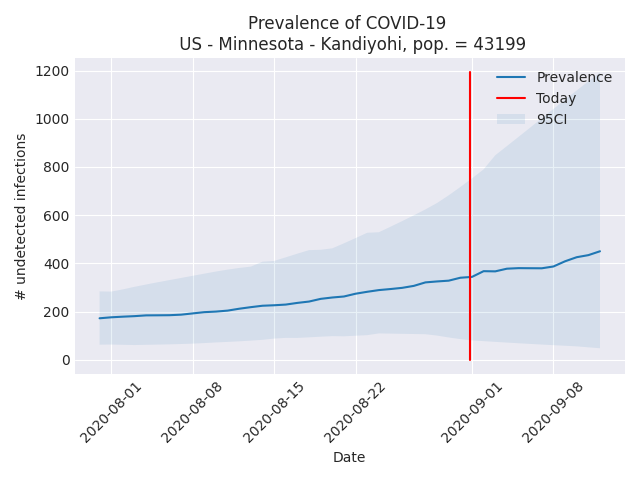 Prevalence of COVID-19
US - Minnesota - Kandiyohi, pop. = 43199
# undetected infections
1200
1000
800
600
400
200
0
Prevalence
Today
95CI
2020-08-01
2020-08-08
2020-08-15
2020-08-22
2020-09-01
2020-09-08
Date